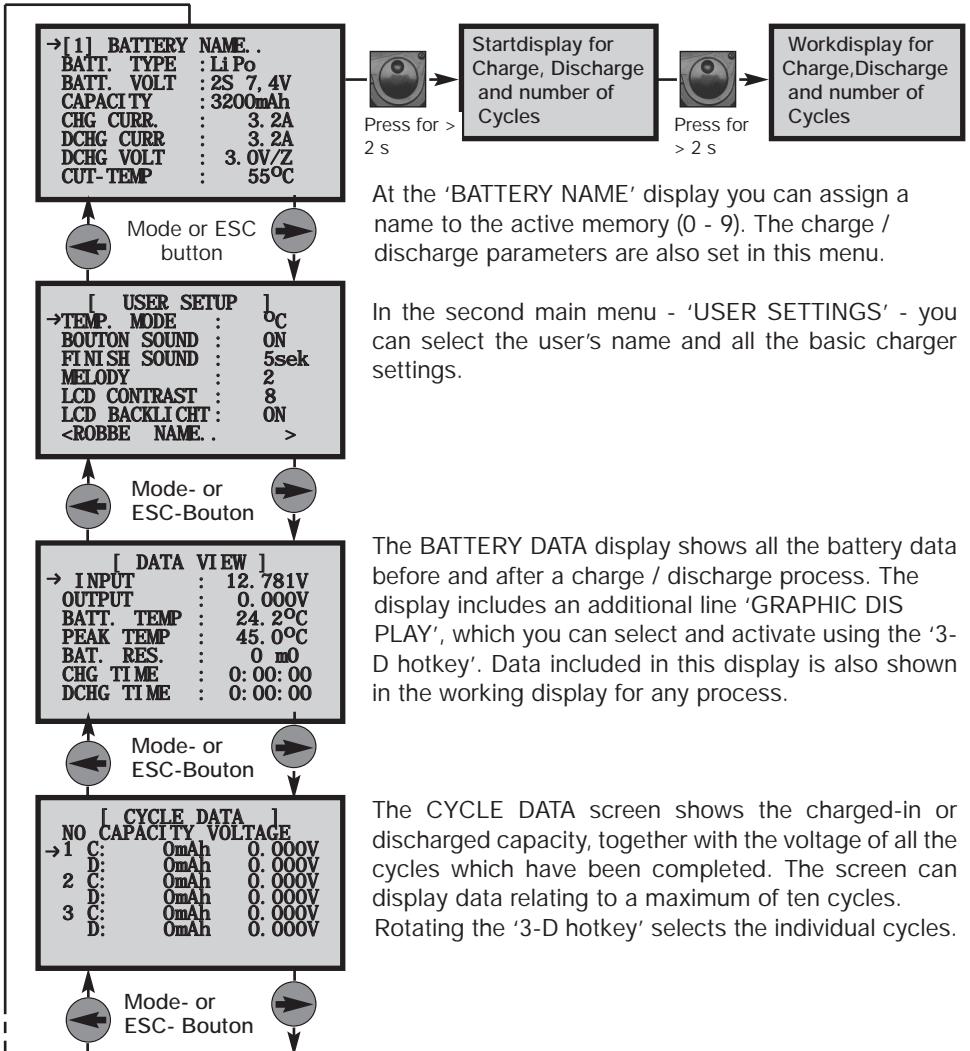 →[1] BATTERY NAME..
BATT. TYPE :LiPo
BATT. VOLT :2S 7,4V
CAPACITY :3200mAh
CHG CURR. : 3.2A
DCHG CURR : 3.2A
DCHG VOLT : 3.0V/Z
CUT-TEMP : 55°C
Press for >
2 s
Startdisplay for
Charge, Discharge
and number of
Cycles
Press for
> 2 s
Workdisplay for
Charge,Discharge
and number of
Cycles
Mode or ESC
button
At the 'BATTERY NAME' display you can assign a
name to the active memory (0 - 9). The charge /
discharge parameters are also set in this menu.
[ USER SETUP ]
→TEMP. MODE : °C
BOUTON SOUND : ON
FINISH SOUND : 5sek
MELODY : 2
LCD CONTRAST : 8
LCD BACKLICHT: ON
<ROBBE NAME.. >
In the second main menu - 'USER SETTINGS' - you
can select the user's name and all the basic charger
settings.
Mode- or
ESC-Bouton
[ DATA VIEW ]
→ INPUT : 12.781V
OUTPUT : 0.000V
BATT. TEMP : 24.2°C
PEAK TEMP : 45.0°C
BAT. RES. : 0 mO
CHG TIME : 0:00:00
DCHG TIME : 0:00:00
The BATTERY DATA display shows all the battery data
before and after a charge / discharge process. The
display includes an additional line 'GRAPHIC DIS
PLAY', which you can select and activate using the '3-
D hotkey'. Data included in this display is also shown
in the working display for any process.
Mode- or
ESC-Bouton
[ CYCLE DATA ]
NO CAPACITY VOLTAGE
→1 C: 0mAh 0.000V
D: 0mAh 0.000V
2 C: 0mAh 0.000V
D: 0mAh 0.000V
3 C: 0mAh 0.000V
D: 0mAh 0.000V
The CYCLE DATA screen shows the charged-in or
discharged capacity, together with the voltage of all the
cycles which have been completed. The screen can
display data relating to a maximum of ten cycles.
Rotating the '3-D hotkey' selects the individual cycles.
Mode- or
ESC- Bouton